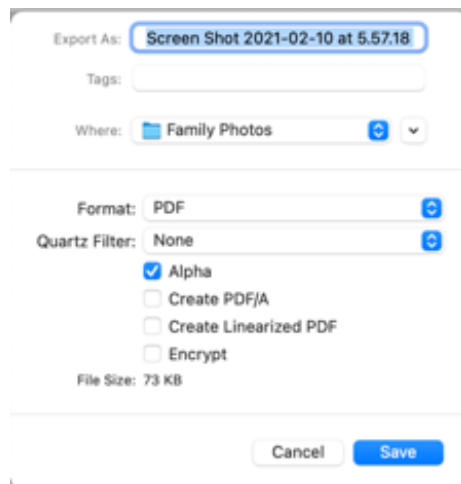 Export As: Screen Shot 2021-02-10 at 5.57.18
Tags:
Where: Family Photos
Format: PDF
Quartz Filter: None
Alpha
Create PDF/A
Create Linearized PDF
Encrypt
File Size: 73 KB
Cancel Save